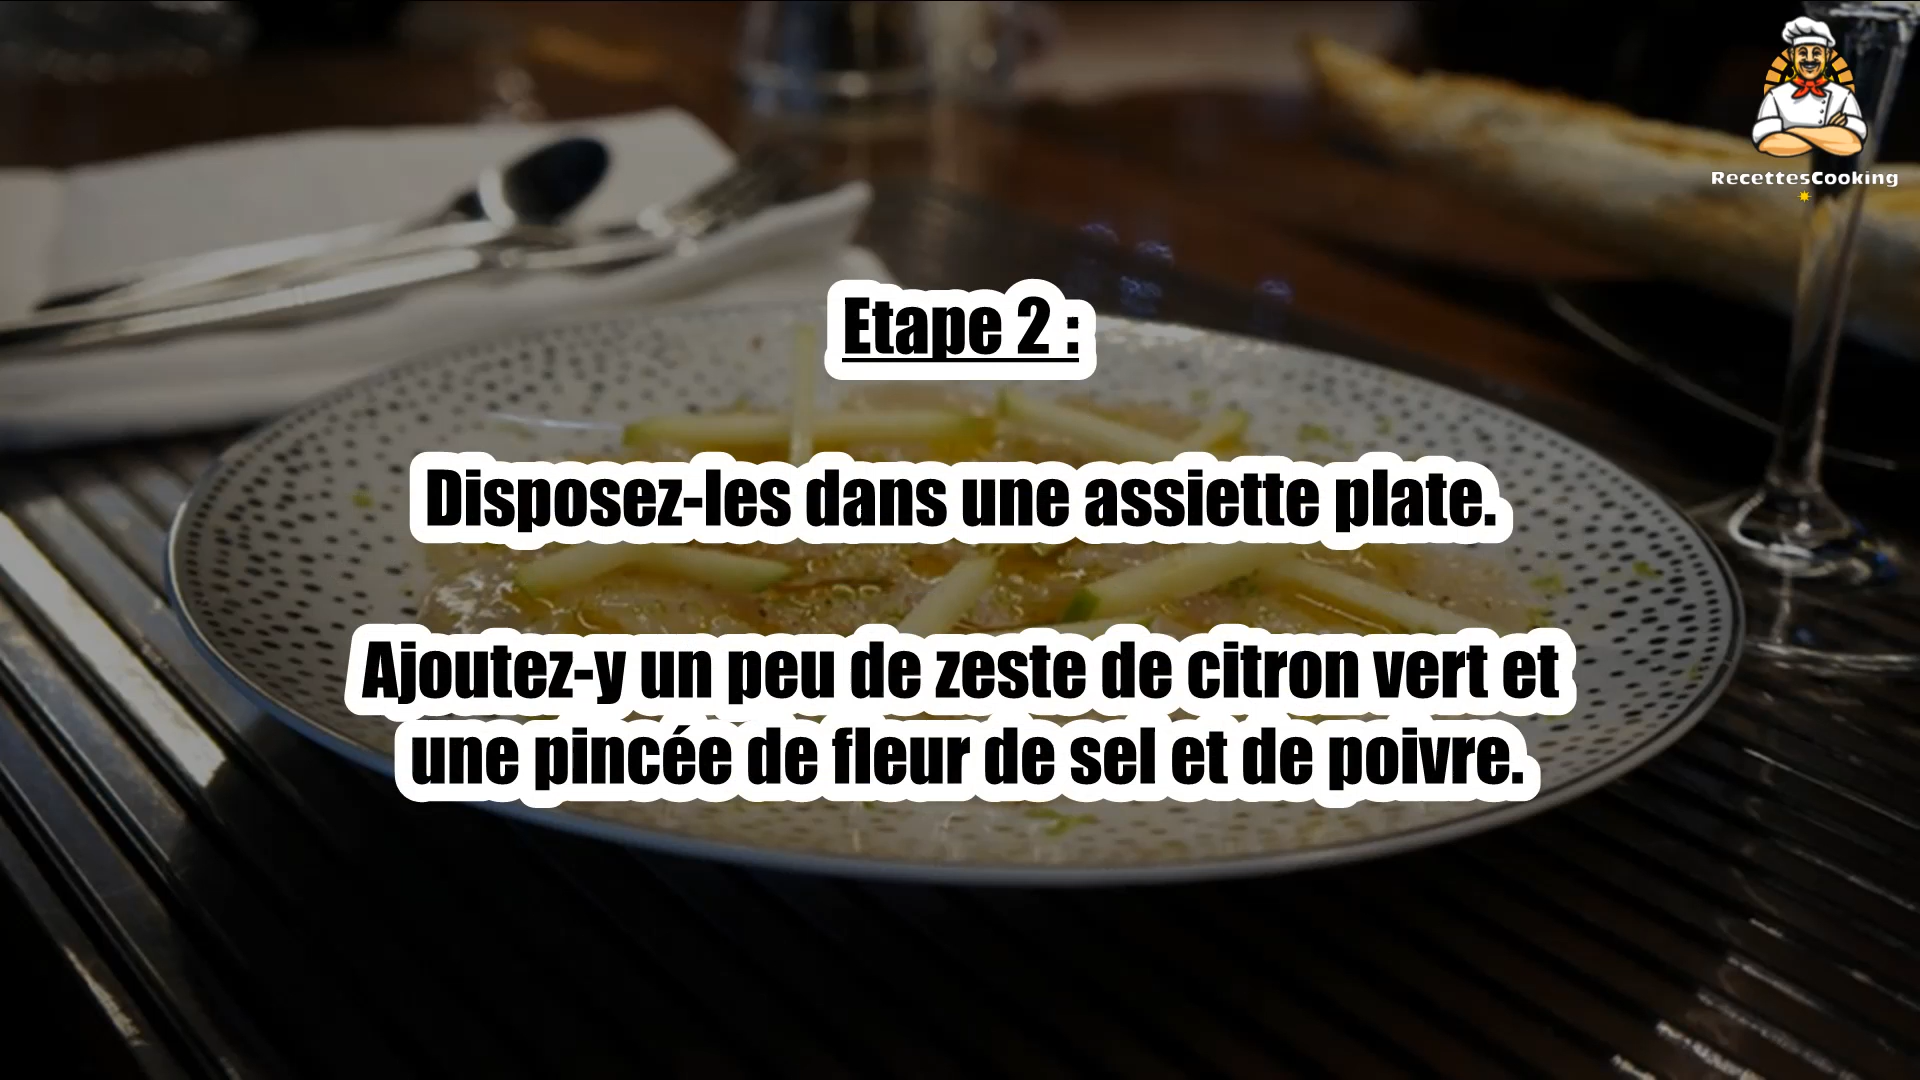 RecettesCooking
Etape 2 :
Disposez-les dans une assiette plate.
Ajoutez-y un peu de zeste de citron vert et
une pincée de fleur de sel et de poivre.